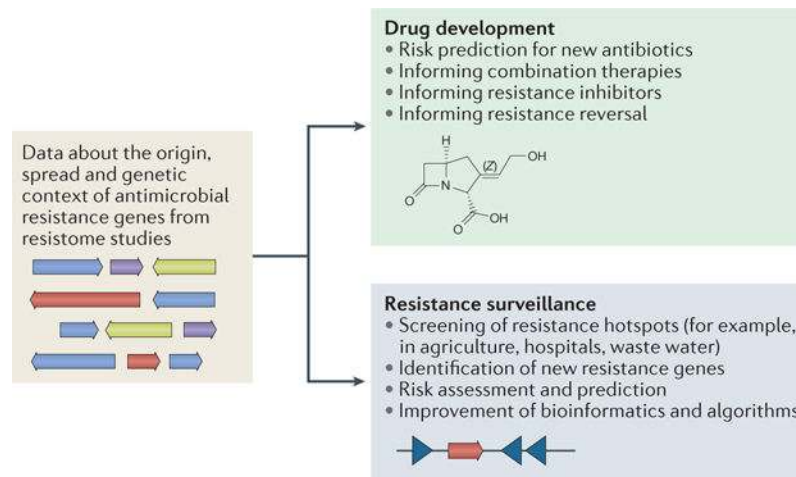 Data about the origin,
spread and genetic
context of antimicrobial
resistance genes from
resistome studies
Drug development
• Risk prediction for new antibiotics
• Informing combination therapies
• Informing resistance inhibitors
• Informing resistance reversal
H
(Z)
OH
N
O
O
OH
Resistance surveillance
• Screening of resistance hotspots (for example,
in agriculture, hospitals, waste water)
• Identification of new resistance genes
• Risk assessment and prediction
• Improvement of bioinformatics and algorithms